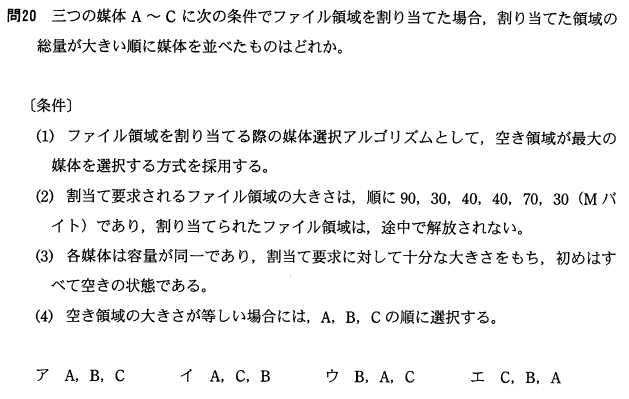 問20 三つの媒体 A ～ C に次の条件でファイル領域を割り当てた場合，割り当てた領域の
総量が大きい順に媒体を並べたものはどれか。
〔条件〕
(1) ファイル領域を割り当てる際の媒体選択アルゴリズムとして，空き領域が最大の
媒体を選択する方式を採用する。
(2) 割当て要求されるファイル領域の大きさは，順に 90，30，40，40，70，30（M バ
イト）であり，割り当てられたファイル領域は，途中で解放されない。
(3) 各媒体は容量が同一であり，割当て要求に対して十分な大きさをもち，初めはす
べて空きの状態である。
(4) 空き領域の大きさが等しい場合には，A，B，C の順に選択する。
ア A，B，C イ A，C，B ウ B，A，C エ C，B，A